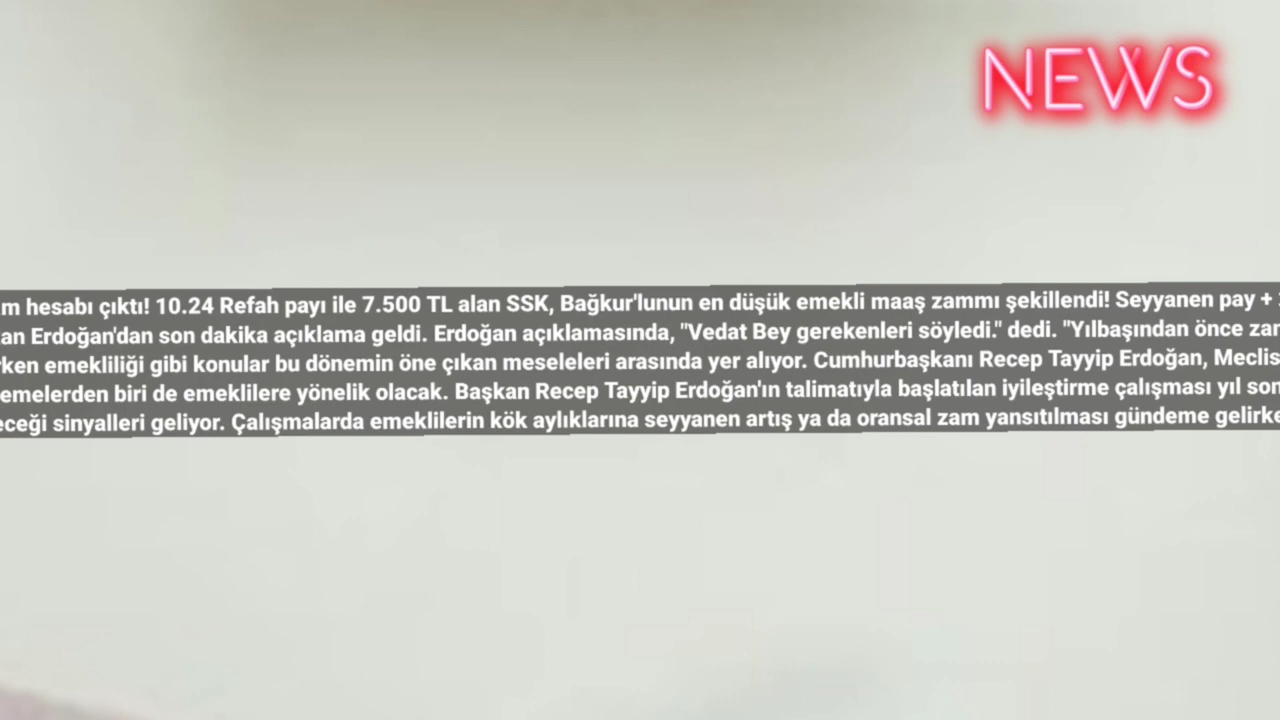 NEWS
m hesabı çıktı! 10.24 Refah payı ile 7.500 TL alan SSK, Bağkur'lunun en düşük emekli maaş zammı şekillendi! Seyyanen pay +
an Erdoğan'dan son dakika açıklama geldi. Erdoğan açıklamasında, "Vedat Bey gerekenleri söyledi." dedi. "Yılbaşından önce zam
rken emekliliği gibi konular bu dönemin öne çıkan meseleleri arasında yer alıyor. Cumhurbaşkanı Recep Tayyip Erdoğan, Meclis
emelerden biri de emeklilere yönelik olacak. Başkan Recep Tayyip Erdoğan'ın talimatıyla başlatılan iyileştirme çalışması yıl son
eceği sinyalleri geliyor. Çalışmalarda emeklilerin kök aylıklarına seyyanen artış ya da oransal zam yansıtılması gündeme gelirke